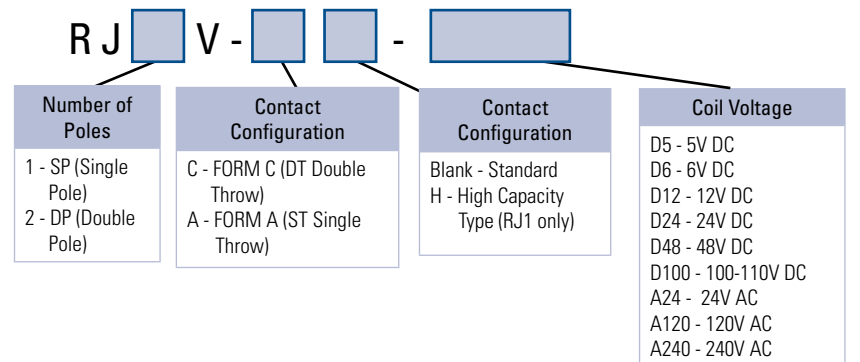 RJ V - -
Number of
Poles
1 - SP (Single
Pole)
2 - DP (Double
Pole)
Contact
Configuration
C - FORM C (DT Double
Throw)
A - FORM A (ST Single
Throw)
Contact
Configuration
Blank - Standard
H - High Capacity
Type (RJ1 only)
Coil Voltage
D5 - 5V DC
D6 - 6V DC
D12 - 12V DC
D24 - 24V DC
D48 - 48V DC
D100 - 100-110V DC
A24 - 24V AC
A120 - 120V AC
A240 - 240V AC